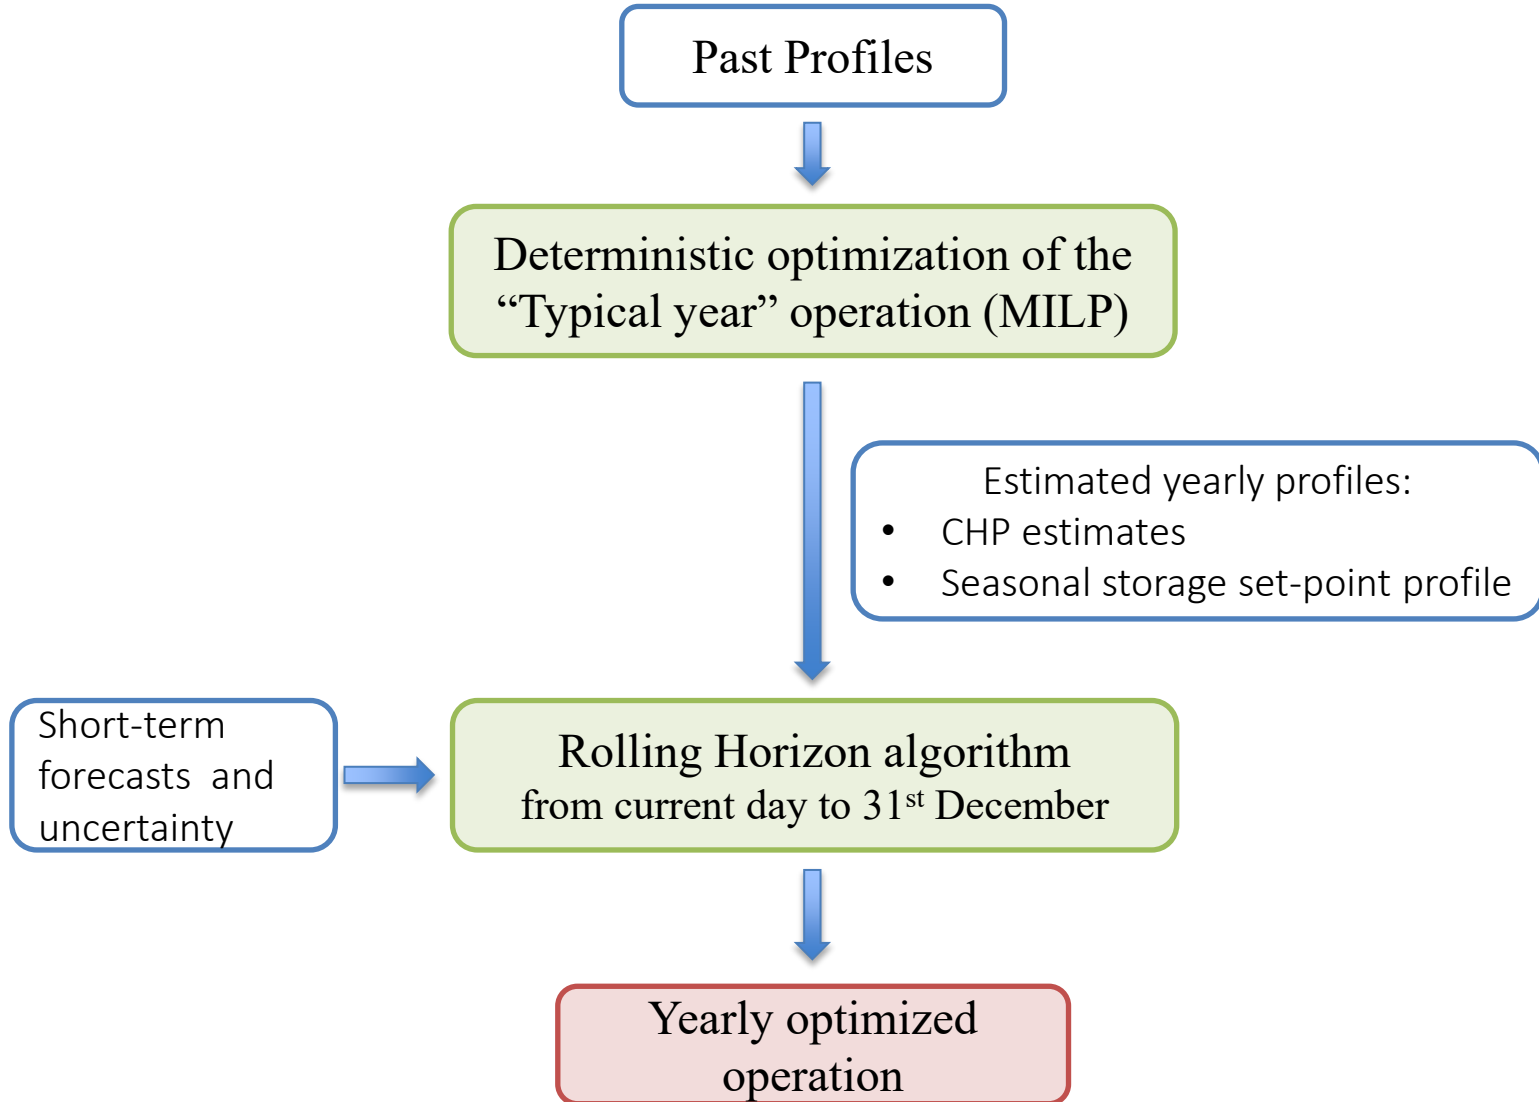 Past Profiles
Deterministic optimization of the
“Typical year” operation (MILP)
Estimated yearly profiles:
• CHP estimates
• Seasonal storage set-point profile
Short-term
forecasts and
uncertainty
Rolling Horizon algorithm
from current day to 31st December
Yearly optimized
operation